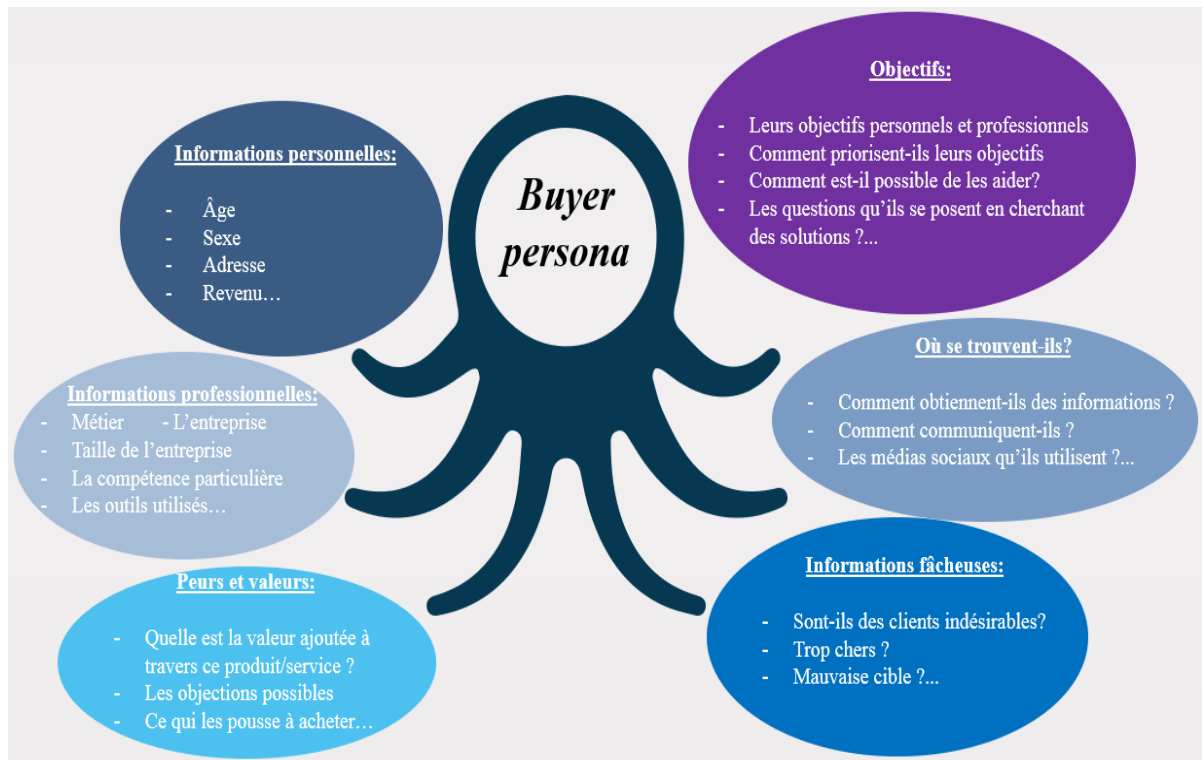 Buyer
persona
Informations personnelles:
- Âge
- Sexe
- Adresse
- Revenu…
Informations professionnelles:
- Métier - L’entreprise
- Taille de l’entreprise
- La compétence particulière
- Les outils utilisés…
Peurs et valeurs:
- Quelle est la valeur ajoutée à
travers ce produit/service ?
- Les objections possibles
- Ce qui les pousse à acheter…
Objectifs:
- Leurs objectifs personnels et professionnels
- Comment priorisent-ils leurs objectifs
- Comment est-il possible de les aider?
- Les questions qu’ils se posent en cherchant
des solutions ?...
Où se trouvent-ils?
- Comment obtiennent-ils des informations ?
- Comment communiquent-ils ?
- Les médias sociaux qu’ils utilisent ?...
Informations fâcheuses:
- Sont-ils des clients indésirables?
- Trop chers ?
- Mauvaise cible ?...